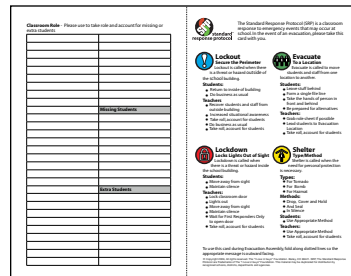 Classroom Role - Please use to take role and account for missing or
extra students
Missing Students
Extra Students
standard
response protocol
The Standard Response Protocol (SRP) is a classroom
response to emergency events that may occur at
school. In the event of an evacuation, please take this
card with you.
Lockout
Secure the Perimeter
Lockout is called when there
is a threat or hazard outside of
the school building.
Students:
Return to inside of building
Do business as usual
Teachers
Recover students and staff from
outside building
Increased situational awareness
Take roll, account for students
Do business as usual
Take roll, account for students
Evacuate
To a Location
Evacuate is called to move
students and staff from one
location to another.
Students:
Leave stuff behind
Form a single file line
Take the hands of person in
front and behind
Be prepared for alternatives
Teachers:
Grab role sheet if possible
Lead students to Evacuation
Location
Take roll, account for students
Lockdown
Locks Lights Out of Sight
Lockdown is called when
there is a threat or hazard inside
the school building.
Students:
Move away from sight
Maintain silence
Teachers:
Lock classroom door
Lights out
Move away from sight
Maintain silence
Wait for First Responders Only
to open door
Take roll, account for students
Shelter
Type/Method
Shelter is called when the
need for personal protection
is necessary.
Types:
For Tornado
For Bomb
For Hazmat
Methods:
Drop, Cover and Hold
And Seal
In Silence
Students:
Use Appropriate Method
Teachers:
Use Appropriate Method
Take roll, account for students
To use this card during Evacuation Assembly fold along dotted lines so the
appropriate message is outward facing.